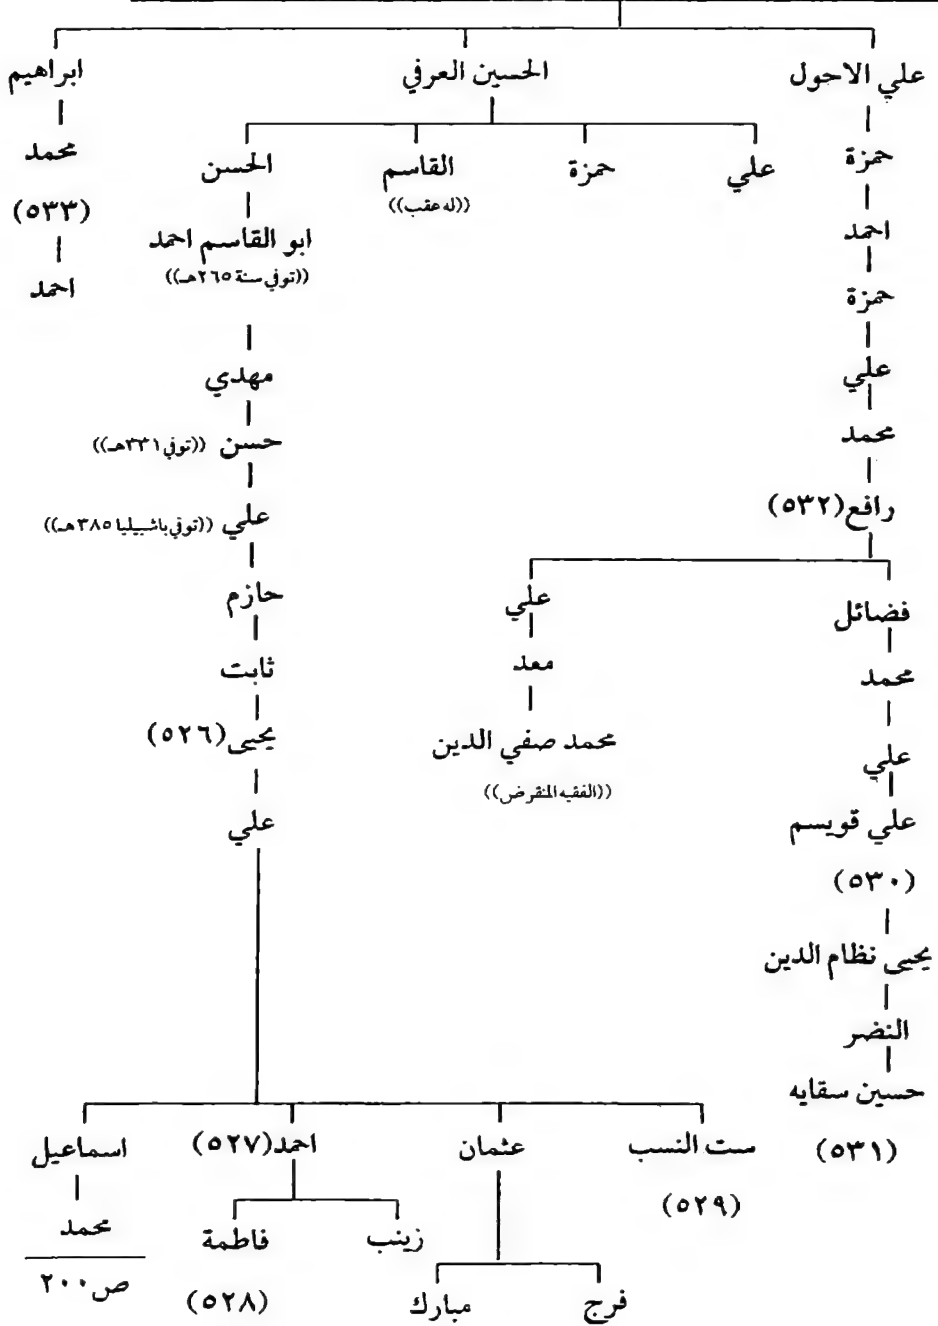 علي الاحول
الحسين العرفي
ابراهيم
علي
حمزة
القاسم
الحسن
حمزة
محمد
((له عقب))
(٥٣٣)
احمد
ابو القاسم احمد
((توفي سنة ٢٦٥هـ))
احمد
حمزة
علي
مهدي
محمد
حسن ((توفي ٣٣١هـ))
رافع (٥٣٢)
علي ((توفي باشبيليا ٣٨٥هـ))
فضائل
علي
حازم
محمد
معد
ثابت
علي
محمد صفي الدين
يحيى (٥٢٦)
((الفقيه المنقرض))
علي قويسم
علي
(٥٣٠)
يحيى نظام الدين
النضر
حسين سقايه
(٥٣١)
ست النسب
عثمان
احمد (٥٢٧)
اسماعيل
(٥٢٩)
زينب
فاطمة
محمد
(٥٢٨)
ص ٢٠٠
فرج
مبارك